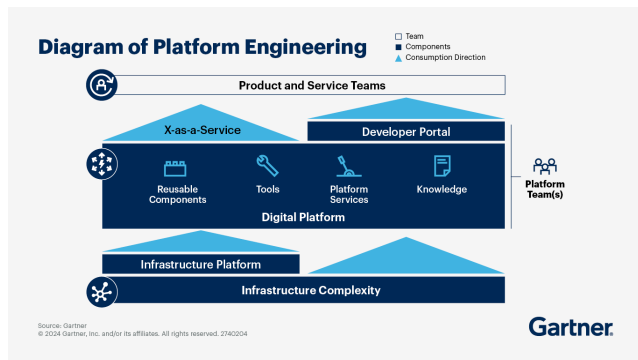 Diagram of Platform Engineering
Team
Components
Consumption Direction
Product and Service Teams
X-as-a-Service
Developer Portal
Reusable
Components
Tools
Platform
Services
Knowledge
Digital Platform
Platform
Team(s)
Infrastructure Platform
Infrastructure Complexity
Source: Gartner
© 2024 Gartner, Inc. and/or its affiliates. All rights reserved. 2740204
Gartner